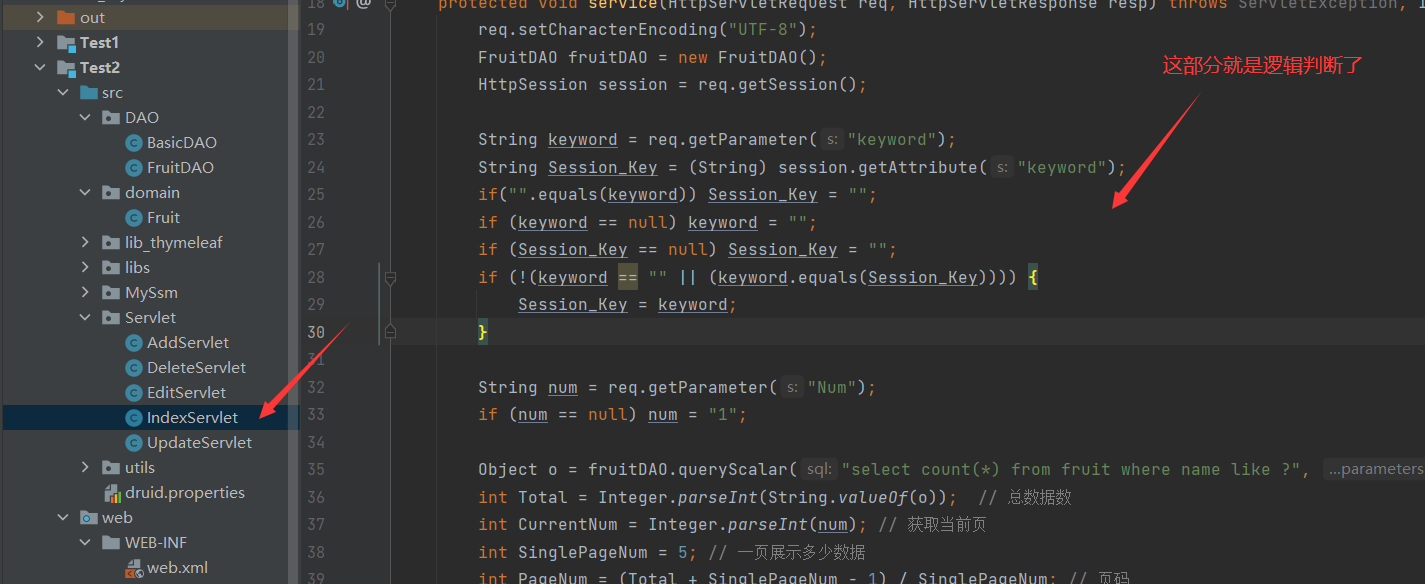 out
Test1
Test2
src
DAO
BasicDAO
FruitDAO
domain
Fruit
lib_thymeleaf
libs
MySsm
Servlet
AddServlet
DeleteServlet
EditServlet
IndexServlet
UpdateServlet
utils
druid.properties
web
WEB-INF
web.xml
18 @ protected void service(HttpServletRequest req, HttpServletResponse resp) throws ServletException,
19 req.setCharacterEncoding("UTF-8");
20 FruitDAO fruitDAO = new FruitDAO();
21 HttpSession session = req.getSession();
22
23 String keyword = req.getParameter( s: "keyword");
24 String Session_Key = (String) session.getAttribute( s: "keyword");
25 if("".equals(keyword)) Session_Key = "";
26 if (keyword == null) keyword = "";
27 if (Session_Key == null) Session_Key = "";
28 if (!(keyword == "" || (keyword.equals(Session_Key)))) {
29 Session_Key = keyword;
30 }
31
32 String num = req.getParameter( s: "Num");
33 if (num == null) num = "1";
34
35 Object o = fruitDAO.queryScalar( sql: "select count(*) from fruit where name like ?", ...parameters
36 int Total = Integer.parseInt(String.valueOf(o)); // 总数据数
37 int CurrentNum = Integer.parseInt(num); // 获取当前页
38 int SinglePageNum = 5; // 一页展示多少数据
39 int PageNum = (Total + SinglePageNum - 1) / SinglePageNum; // 页码
这部分就是逻辑判断了